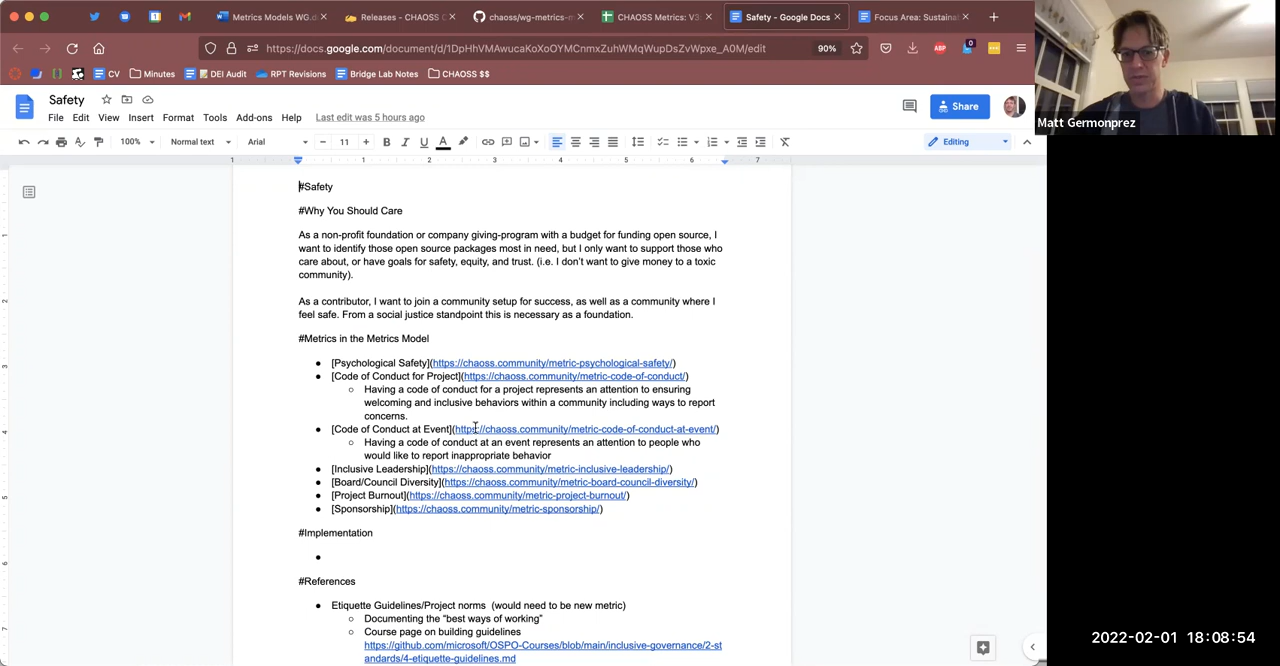 Metrics Models WG.d
Releases - CHAOSS C
chaoss/wg-metrics-m
CHAOSS Metrics: V3
Safety - Google Docs
Focus Area: Sustaina
https://docs.google.com/document/d/1DpHhVMAwucaKoXoOYMCnmxZuhWMqWupDsZvWpxe_A0M/edit
90%
ABP
0
CV
Minutes
DEI Audit
RPT Revisions
Bridge Lab Notes
CHAOSS $$
Matt Germonprez
Safety
File Edit View Insert Format Tools Add-ons Help Last edit was 5 hours ago
Share
100% Normal text Arial 11 B I U A Editing
1 1 2 3 4 5 6 7
#Safety
#Why You Should Care
As a non-profit foundation or company giving-program with a budget for funding open source, I
want to identify those open source packages most in need, but I only want to support those who
care about, or have goals for safety, equity, and trust. (i.e. I don't want to give money to a toxic
community).
As a contributor, I want to join a community setup for success, as well as a community where I
feel safe. From a social justice standpoint this is necessary as a foundation.
#Metrics in the Metrics Model
[Psychological Safety](https://chaoss.community/metric-psychological-safety/)
[Code of Conduct for Project](https://chaoss.community/metric-code-of-conduct/)
Having a code of conduct for a project represents an attention to ensuring
welcoming and inclusive behaviors within a community including ways to report
concerns.
[Code of Conduct at Event](https://chaoss.community/metric-code-of-conduct-at-event/)
Having a code of conduct at an event represents an attention to people who
would like to report inappropriate behavior
[Inclusive Leadership](https://chaoss.community/metric-inclusive-leadership/)
[Board/Council Diversity](https://chaoss.community/metric-board-council-diversity/)
[Project Burnout](https://chaoss.community/metric-project-burnout/)
[Sponsorship](https://chaoss.community/metric-sponsorship/)
#Implementation
#References
Etiquette Guidelines/Project norms (would need to be new metric)
Documenting the "best ways of working"
Course page on building guidelines
https://github.com/microsoft/OSPO-Courses/blob/main/inclusive-governance/2-st
andards/4-etiquette-guidelines.md
2022-02-01 18:08:54